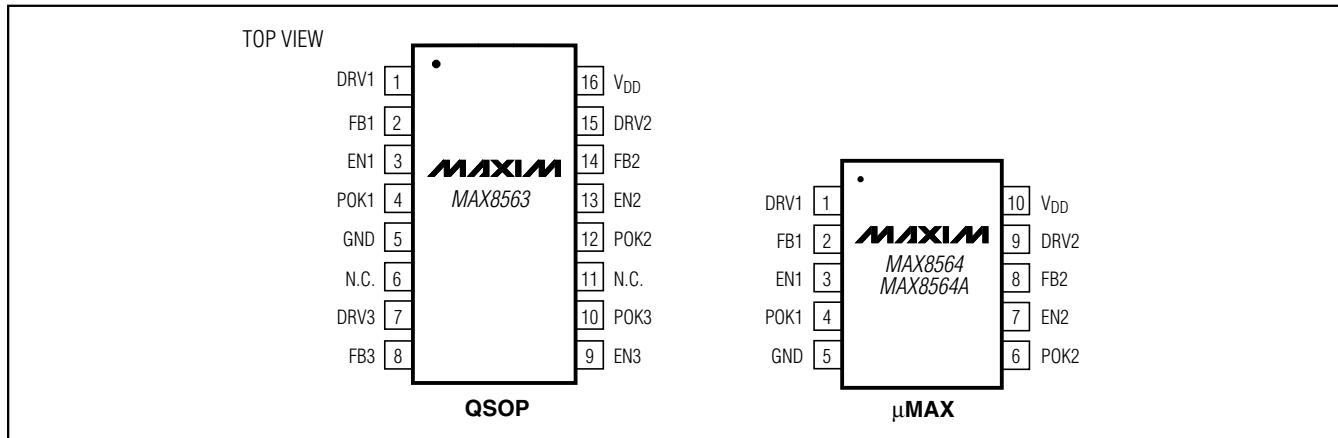 TOP VIEW
DRV1 1
FB1 2
EN1 3
POK1 4
GND 5
N.C. 6
DRV3 7
FB3 8
16 VDD
15 DRV2
14 FB2
13 EN2
12 POK2
11 N.C.
10 POK3
9 EN3
MAXIM
MAX8563
QSOP
DRV1 1
FB1 2
EN1 3
POK1 4
GND 5
10 VDD
9 DRV2
8 FB2
7 EN2
6 POK2
MAXIM
MAX8564
MAX8564A
µMAX